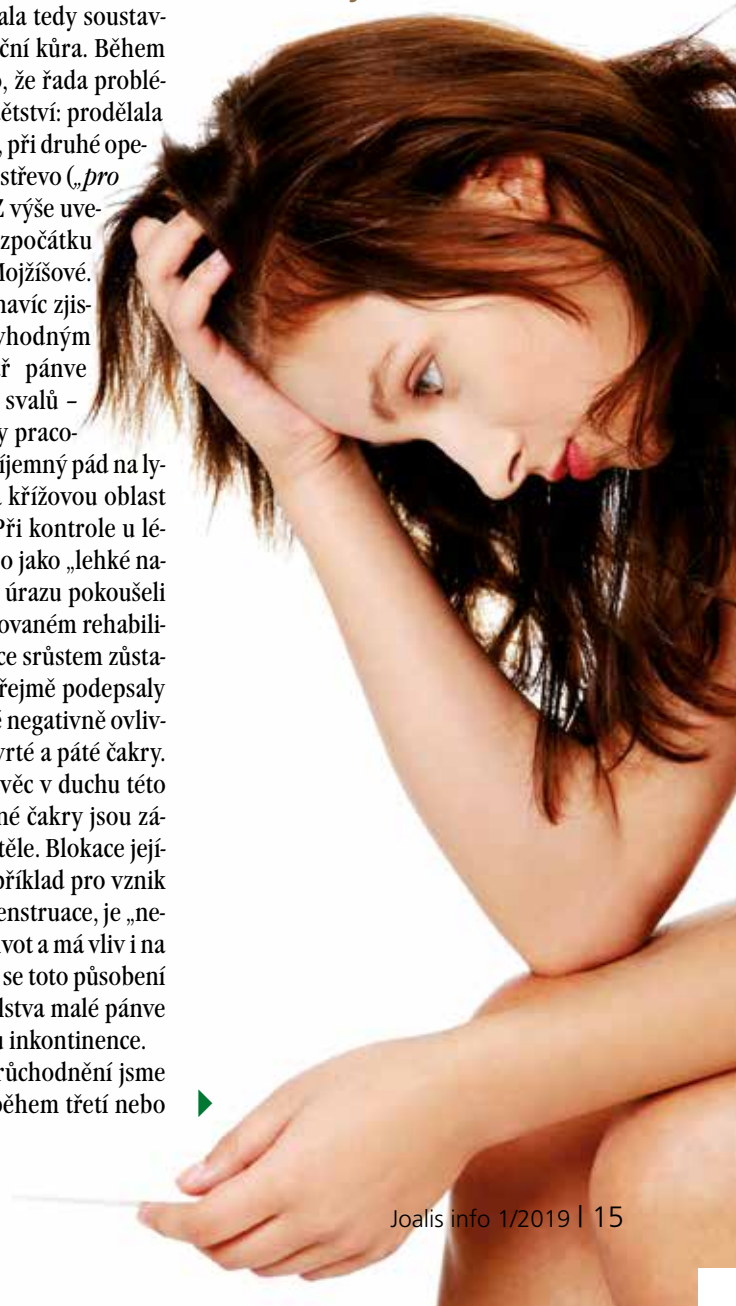 ala tedy soustav-
ční kůra. Během
, že řada problé-
ětství: prodělala
, při druhé ope-
střevo („pro
Z výše uve-
zpočátku
Mojžíšové.
navíc zjis-
vhodným
ř pánve
svalů –
y praco-
íjemný pád na ly-
křížovou oblast
Při kontrole u lé-
o jako „lehké na-
úrazu pokoušeli
ovaném rehabili-
ce srůstem zůsta-
řejmě podepsaly
é negativně ovliv-
vrté a páté čakry.
věc v duchu této
né čakry jsou zá-
těle. Blokace její-
příklad pro vznik
enstruace, je „ne-
ivot a má vliv i na
se toto působení
lstva malé pánve
u inkontinence.
růchodnění jsme
během třetí nebo
Joalis info 1/2019 | 15